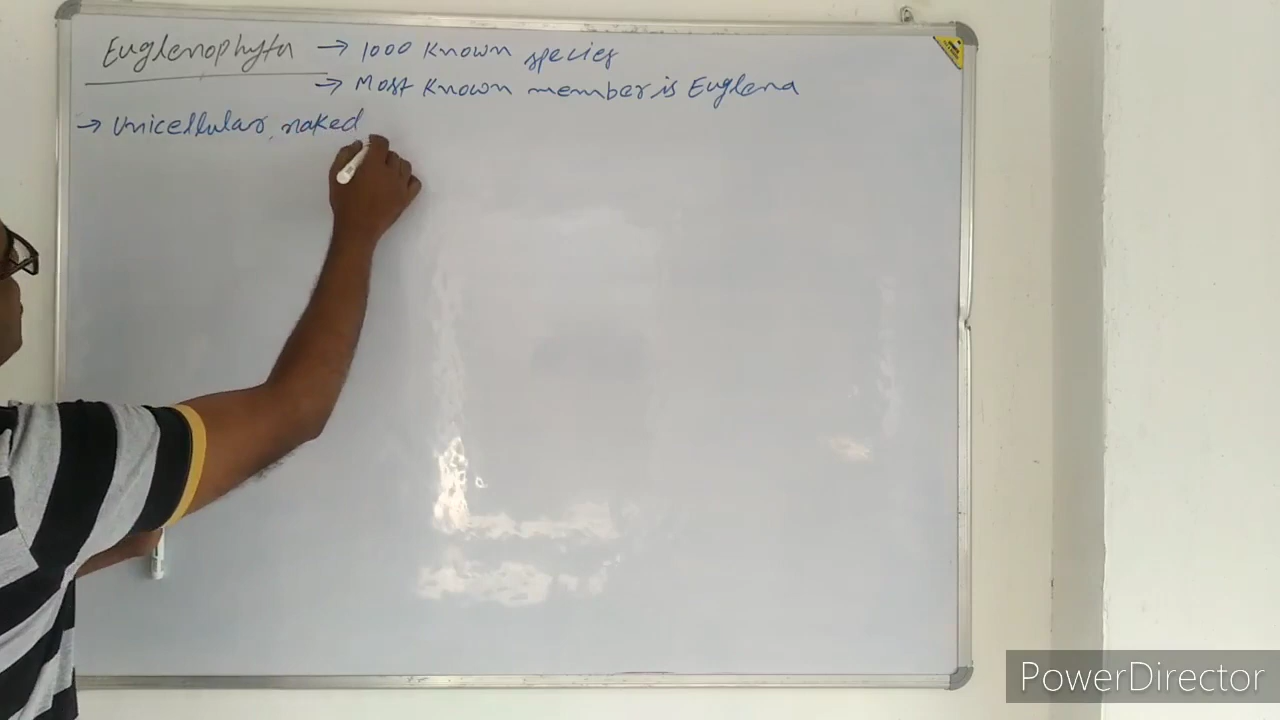 Euglenophyta → 1000 Known species
→ Most Known member is Euglena
→ Unicellular, naked
PowerDirector